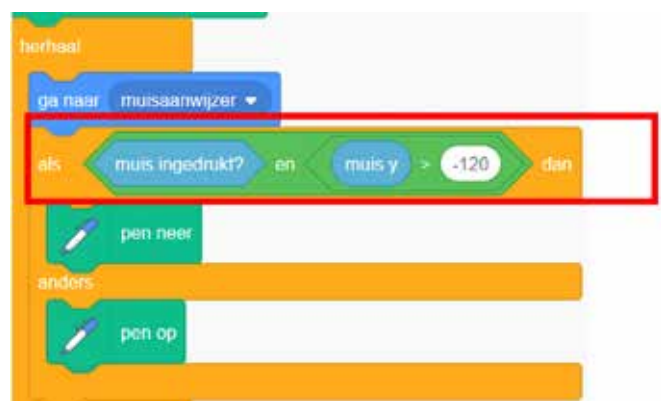 herhaal
ga naar muisaanwijzer
als muis ingedrukt? en muis y > -120 dan
pen neer
anders
pen op